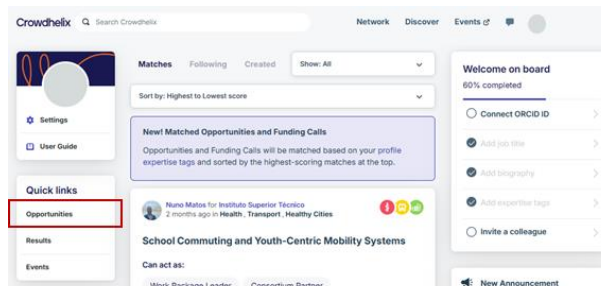 Crowdhelix Search Crowdhelix Network Discover Events
Matches Following Created Show: All
Sort by: Highest to Lowest score
New! Matched Opportunities and Funding Calls
Opportunities and Funding Calls will be matched based on your profile
expertise tags and sorted by the highest-scoring matches at the top.
Settings
User Guide
Quick links
Opportunities
Results
Events
Nuno Matos for Instituto Superior Técnico
2 months ago in Health , Transport , Healthy Cities
School Commuting and Youth-Centric Mobility Systems
Can act as:
Work Package Leader Consortium Partner
Welcome on board
60% completed
Connect ORCID ID
Add job title
Add biography
Add expertise tags
Invite a colleague
New Announcement